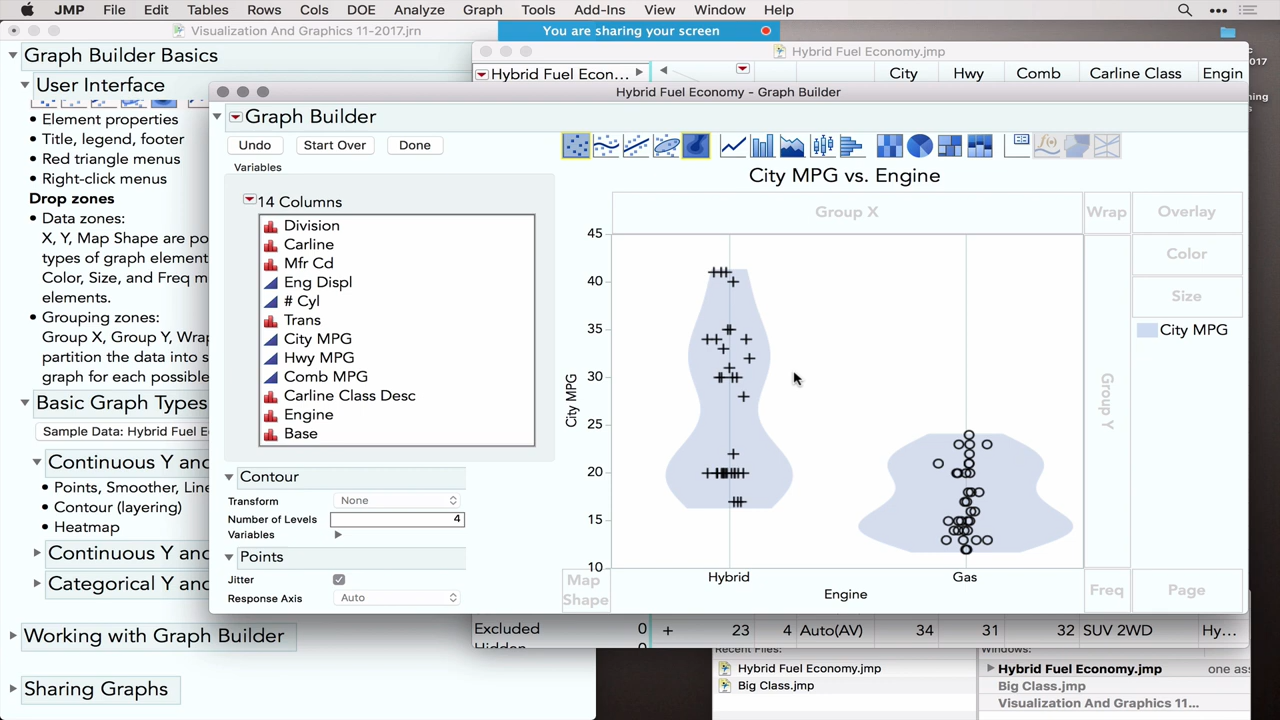 JMP File Edit Tables Rows Cols DOE Analyze Graph Tools Add-Ins View Window Help
Visualization And Graphics 11-2017.jrn
You are sharing your screen
Graph Builder Basics
User Interface
• Element properties
• Title, legend, footer
• Red triangle menus
• Right-click menus
Drop zones
• Data zones:
X, Y, Map Shape are po
types of graph element
Color, Size, and Freq m
elements.
• Grouping zones:
Group X, Group Y, Wrap
partition the data into s
graph for each possible
Basic Graph Types
Sample Data: Hybrid Fuel E
Continuous Y and
• Points, Smoother, Line
• Contour (layering)
• Heatmap
Continuous Y and
Categorical Y and
Working with Graph Builder
Sharing Graphs
Hybrid Fuel Economy.jmp
Hybrid Fuel Econ...
City Hwy Comb Carline Class Engin
Hybrid Fuel Economy - Graph Builder
Graph Builder
Undo Start Over Done
Variables
14 Columns
Division
Carline
Mfr Cd
Eng Displ
# Cyl
Trans
City MPG
Hwy MPG
Comb MPG
Carline Class Desc
Engine
Base
Contour
Transform None
Number of Levels 4
Variables
Points
Jitter
Response Axis Auto
City MPG vs. Engine
Group X
Wrap
Overlay
Color
Size
City MPG
Group Y
City MPG
45
40
35
30
25
20
15
10
Hybrid Gas
Engine
Map
Shape
Freq
Page
Excluded 0
Hidden 0
+ 23 4 Auto(AV) 34 31 32 SUV 2WD Hy...
Recent Files:
Hybrid Fuel Economy.jmp
Big Class.jmp
Windows:
Hybrid Fuel Economy.jmp one ass
Big Class.jmp
Visualization And Graphics 11...
2017
ning
s